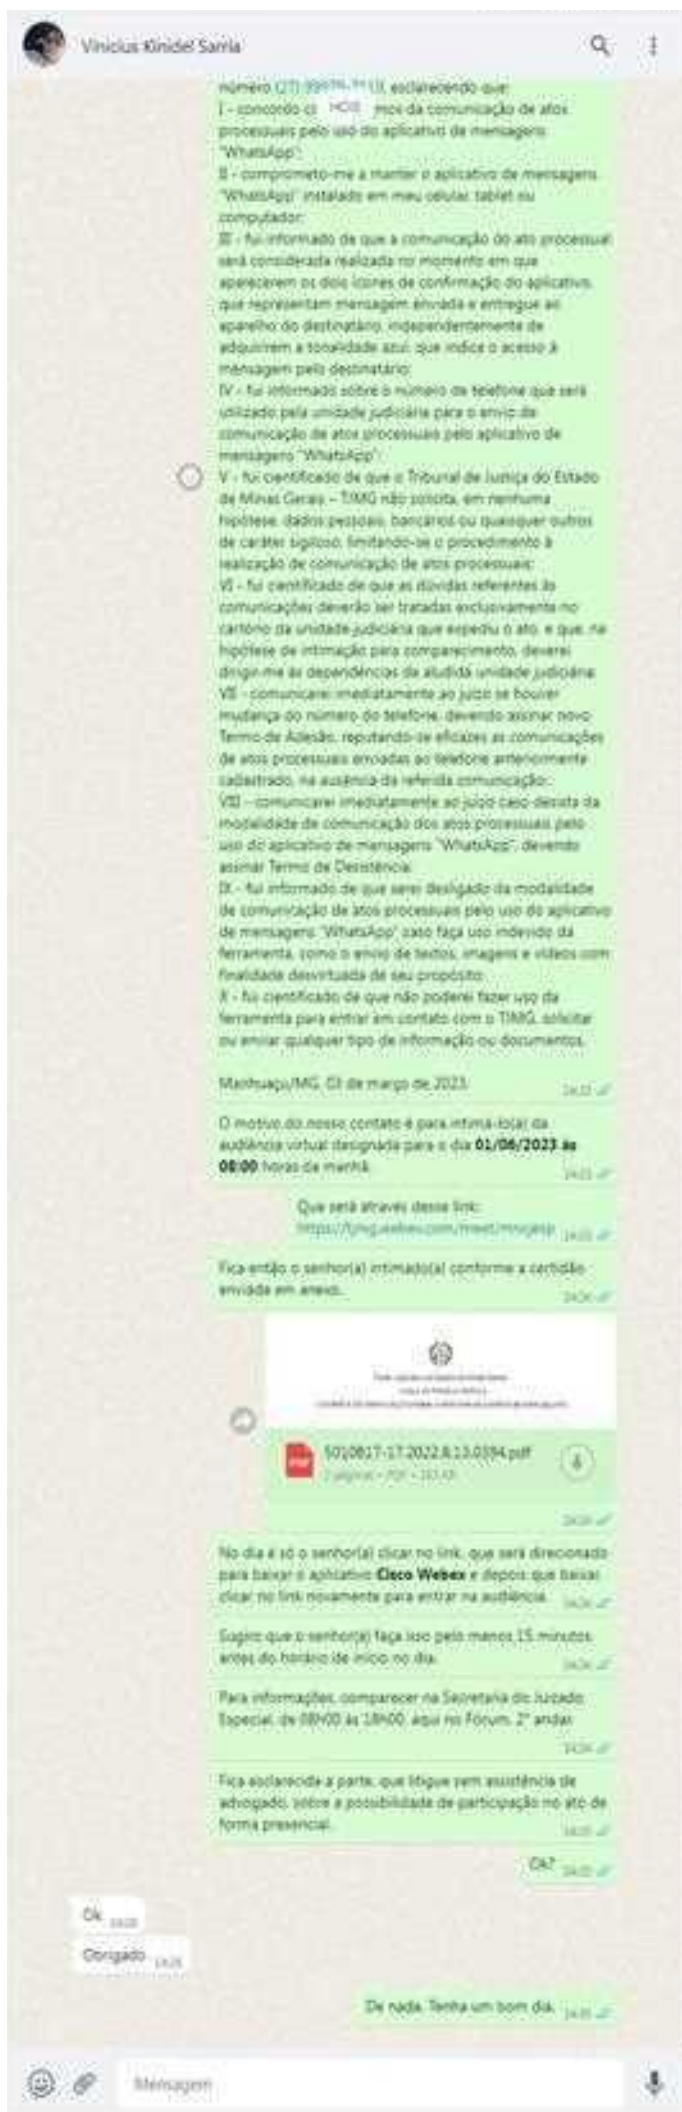 Vinicius Kinidel Sarria
número (27) esclarecendo que:
I - concordo HOJE mos da comunicação de atos
processuais pelo uso do aplicativo de mensagens
"WhatsApp";
II - comprometo-me a manter o aplicativo de mensagens
"WhatsApp" instalado em meu celular, tablet ou
computador;
III - fui informado de que a comunicação do ato processual
será considerada realizada no momento em que
aparecerem os dois ícones de confirmação do aplicativo,
que representam mensagem enviada e entregue ao
aparelho do destinatário, independentemente de
adquirirem a tonalidade azul, que indica o acesso à
mensagem pelo destinatário;
IV - fui informado sobre o número de telefone que será
utilizado pela unidade judiciária para o envio de
comunicação de atos processuais pelo aplicativo de
mensagens "WhatsApp";
V - fui cientificado de que o Tribunal de Justiça do Estado
de Minas Gerais – TJMG não solicita, em nenhuma
hipótese, dados pessoais, bancários ou quaisquer outros
de caráter sigiloso, limitando-se o procedimento à
realização de comunicação de atos processuais;
VI - fui cientificado de que as dúvidas referentes às
comunicações deverão ser tratadas exclusivamente no
cartório da unidade judiciária que expediu o ato, e que, na
hipótese de intimação para comparecimento, deverei
dirigir-me às dependências da aludida unidade judiciária;
VII - comunicarei imediatamente ao juízo se houver
mudança do número do telefone, devendo assinar novo
Termo de Adesão, reputando-se eficazes as comunicações
de atos processuais enviadas ao telefone anteriormente
cadastrado, na ausência da referida comunicação;
VIII - comunicarei imediatamente ao juízo caso desista da
modalidade de comunicação dos atos processuais pelo
uso do aplicativo de mensagens "WhatsApp", devendo
assinar Termo de Desistência;
IX - fui informado de que serei desligado da modalidade
de comunicação de atos processuais pelo uso do aplicativo
de mensagens "WhatsApp" caso faça uso indevido da
ferramenta, como o envio de textos, imagens e vídeos com
finalidade desvirtuada de seu propósito;
X - fui cientificado de que não poderei fazer uso da
ferramenta para entrar em contato com o TJMG, solicitar
ou enviar qualquer tipo de informação ou documentos.
Manhuaçu/MG, 03 de março de 2023.
O motivo do nosso contato é para intimá-lo(a) da
audiência virtual designada para o dia 01/06/2023 às
08:00 horas da manhã.
Que será através desse link:
Fica então o senhor(a) intimado(a) conforme a certidão
enviada em anexo.
PDF 5010817-17.2022.8.13.0394.pdf
No dia é só o senhor(a) clicar no link, que será direcionado
para baixar o aplicativo Cisco Webex e depois que baixar,
clicar no link novamente para entrar na audiência.
Sugiro que o senhor(a) faça isso pelo menos 15 minutos
antes do horário de início no dia.
Para informações, comparecer na Secretaria do Juizado
Especial, de 08h00 às 18h00, aqui no Fórum, 2° andar.
Fica esclarecida a parte, que litigue sem assistência de
advogado, sobre a possibilidade de participação no ato de
forma presencial.
Ok?
Ok
Obrigado
De nada. Tenha um bom dia.
Mensagem